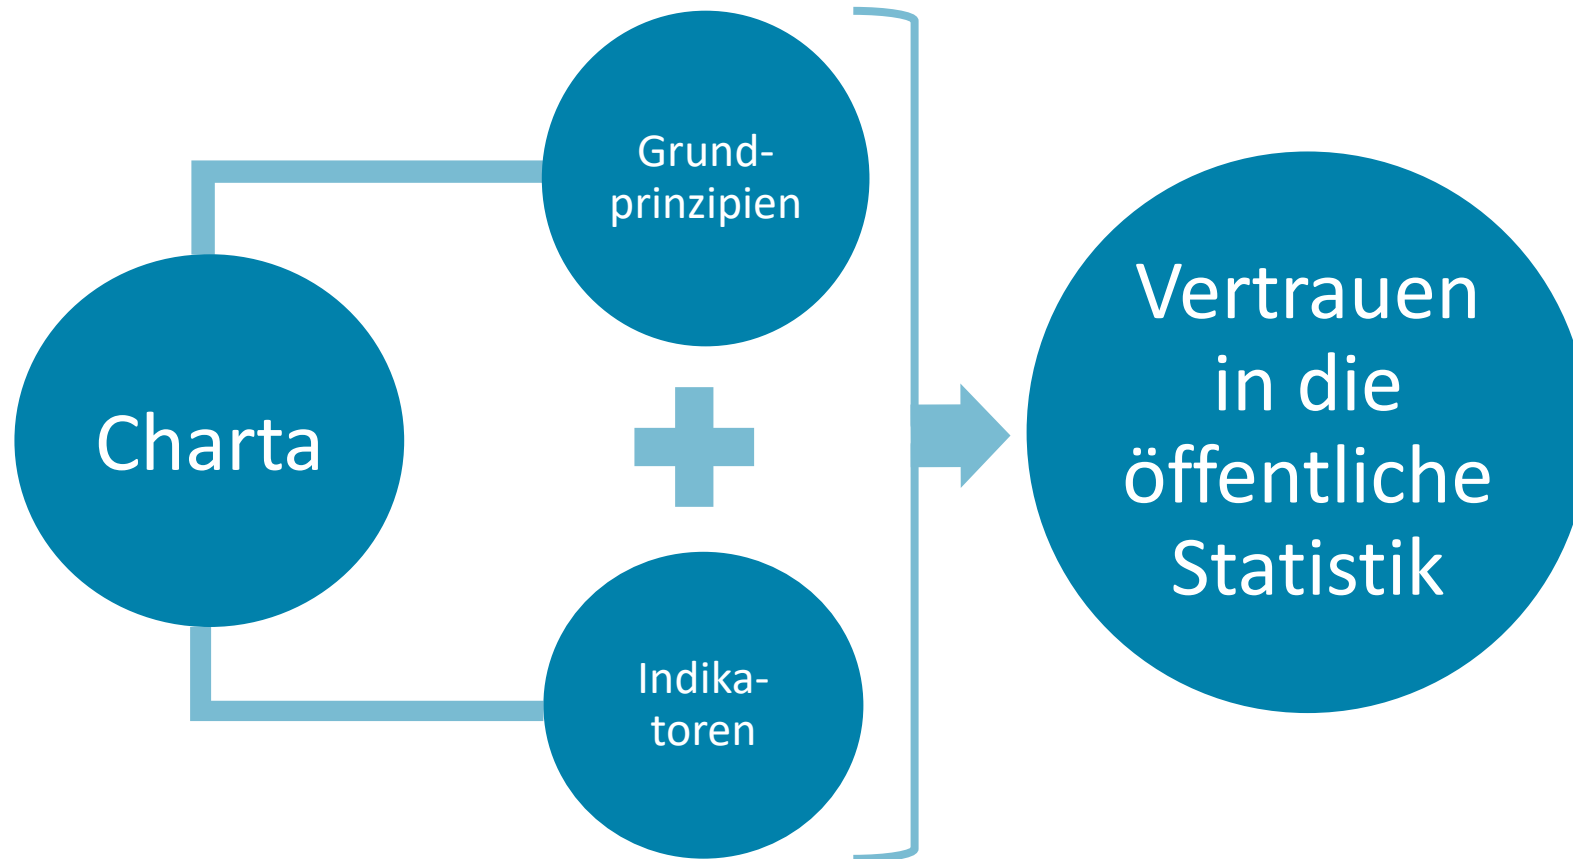 Grund-
prinzipien
Charta
Indika-
toren
Vertrauen
in die
öffentliche
Statistik